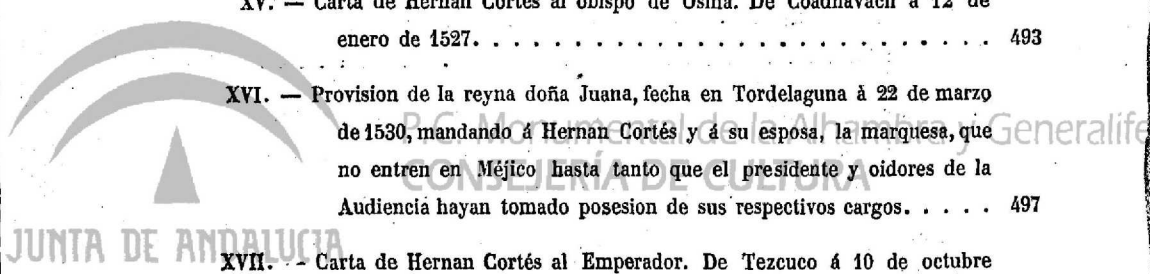 XV. — Carta de Hernan Cortés al obispo de Osma. De Coadnavach á 12 de
enero de 1527. . . . . . . . . . . . . . . . . . . . . . . . . . . . . 493
XVI. — Provision de la reyna doña Juana, fecha en Tordelaguna à 22 de marzo
de 1530, mandando á Hernan Cortés y á su esposa, la marquesa, que
P.C. Monumental de la Alhambra y Generalife
no entren en Méjico hasta tanto que el presidente y oidores de la
CONSEJERÍA DE CULTURA
Audiencia hayan tomado posesion de sus respectivos cargos. . . . . 497
JUNTA DE ANDALUCIA
XVII. - Carta de Hernan Cortés al Emperador. De Tezcuco á 10 de octubre